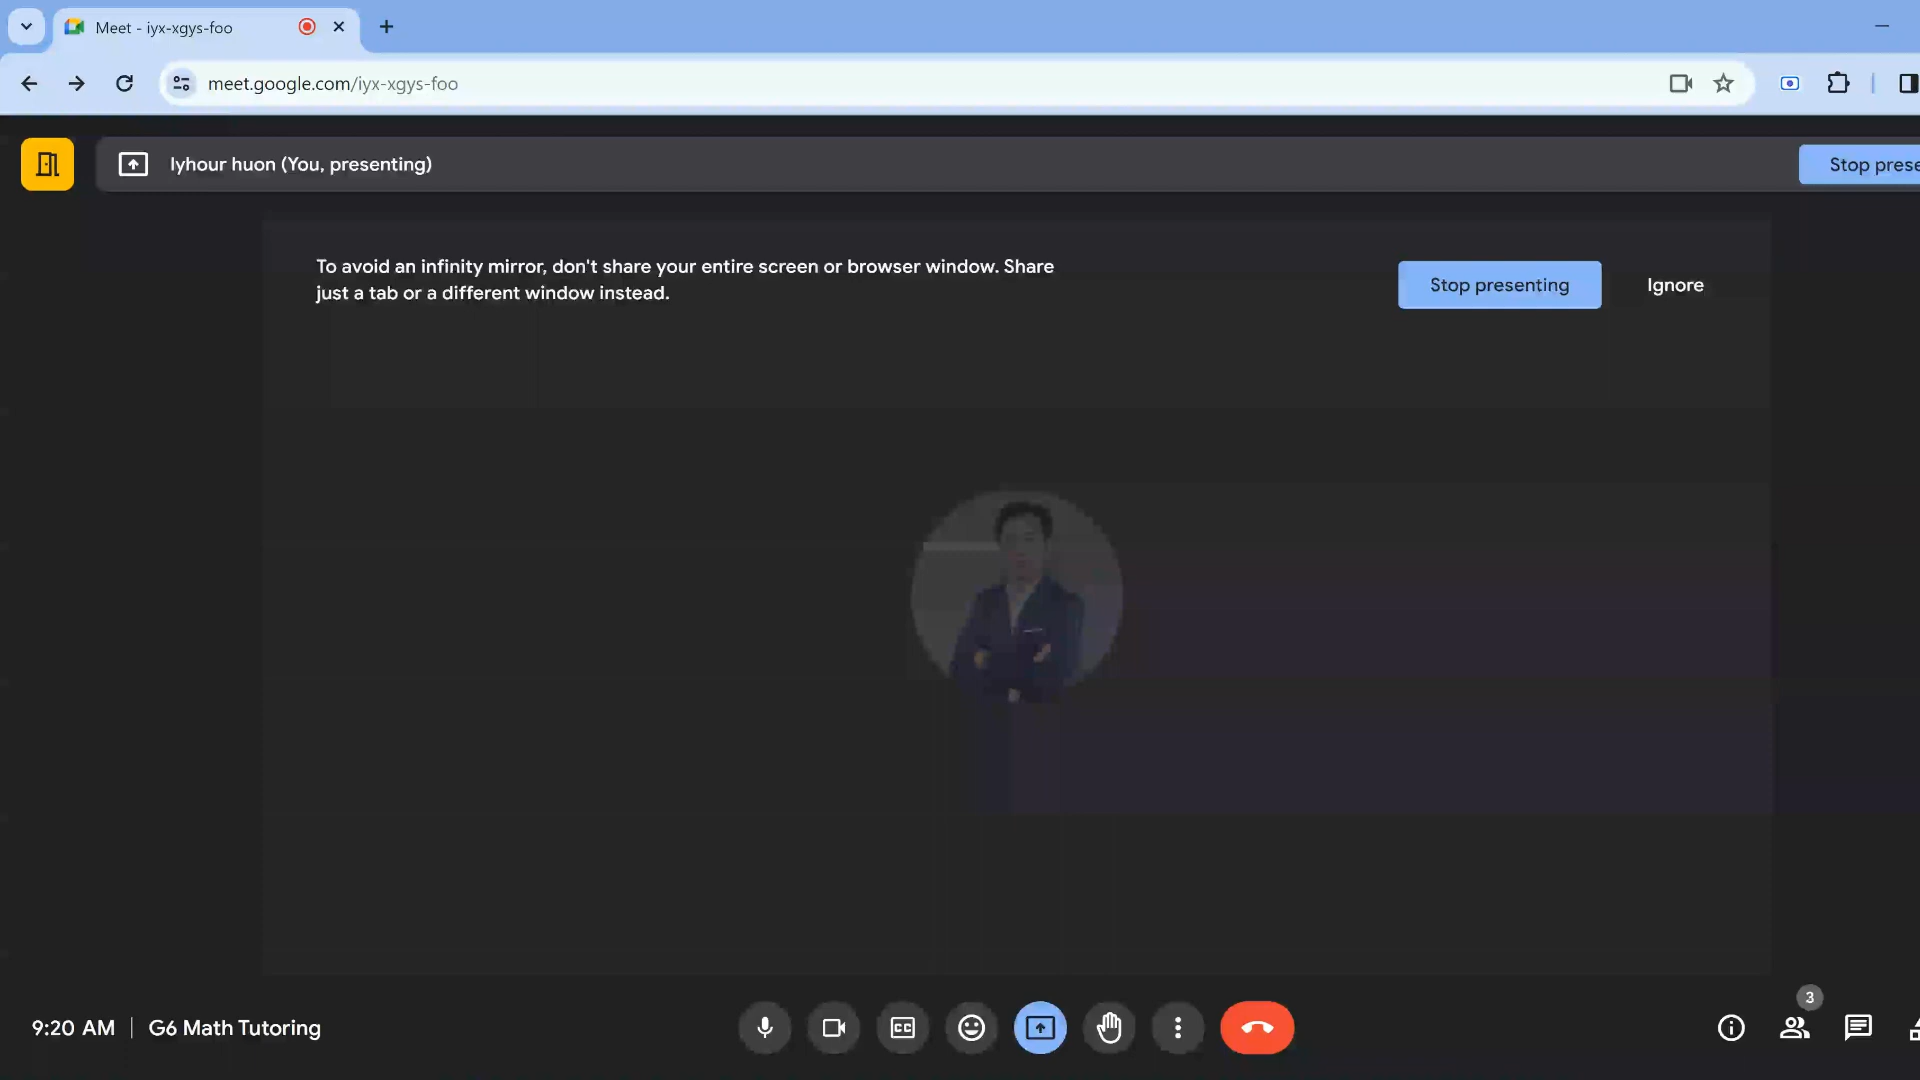 Meet - iyx-xgys-foo
meet.google.com/iyx-xgys-foo
lyhour huon (You, presenting)
Stop prese
To avoid an infinity mirror, don't share your entire screen or browser window. Share
just a tab or a different window instead.
Stop presenting
Ignore
3
9:20 AM
G6 Math Tutoring
CC